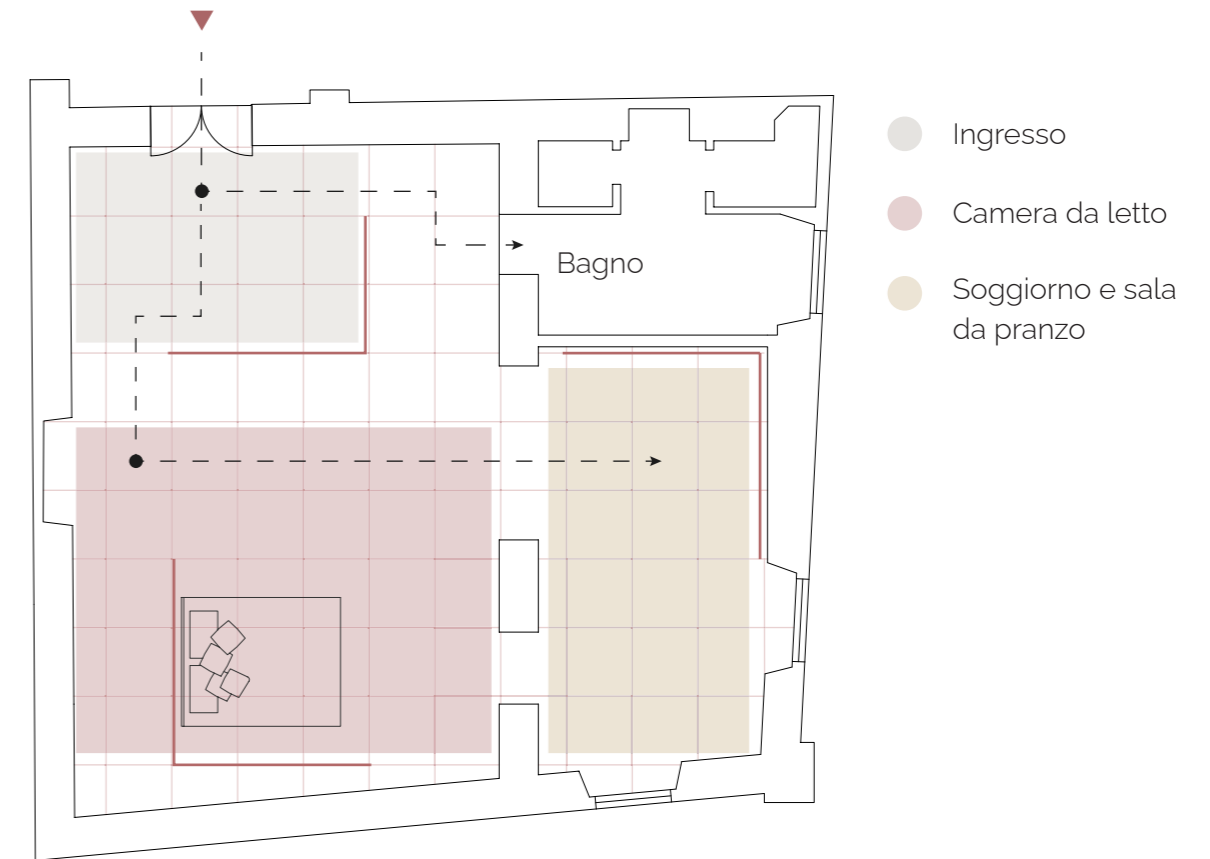 Ingresso
Camera da letto
Bagno
Soggiorno e sala
da pranzo